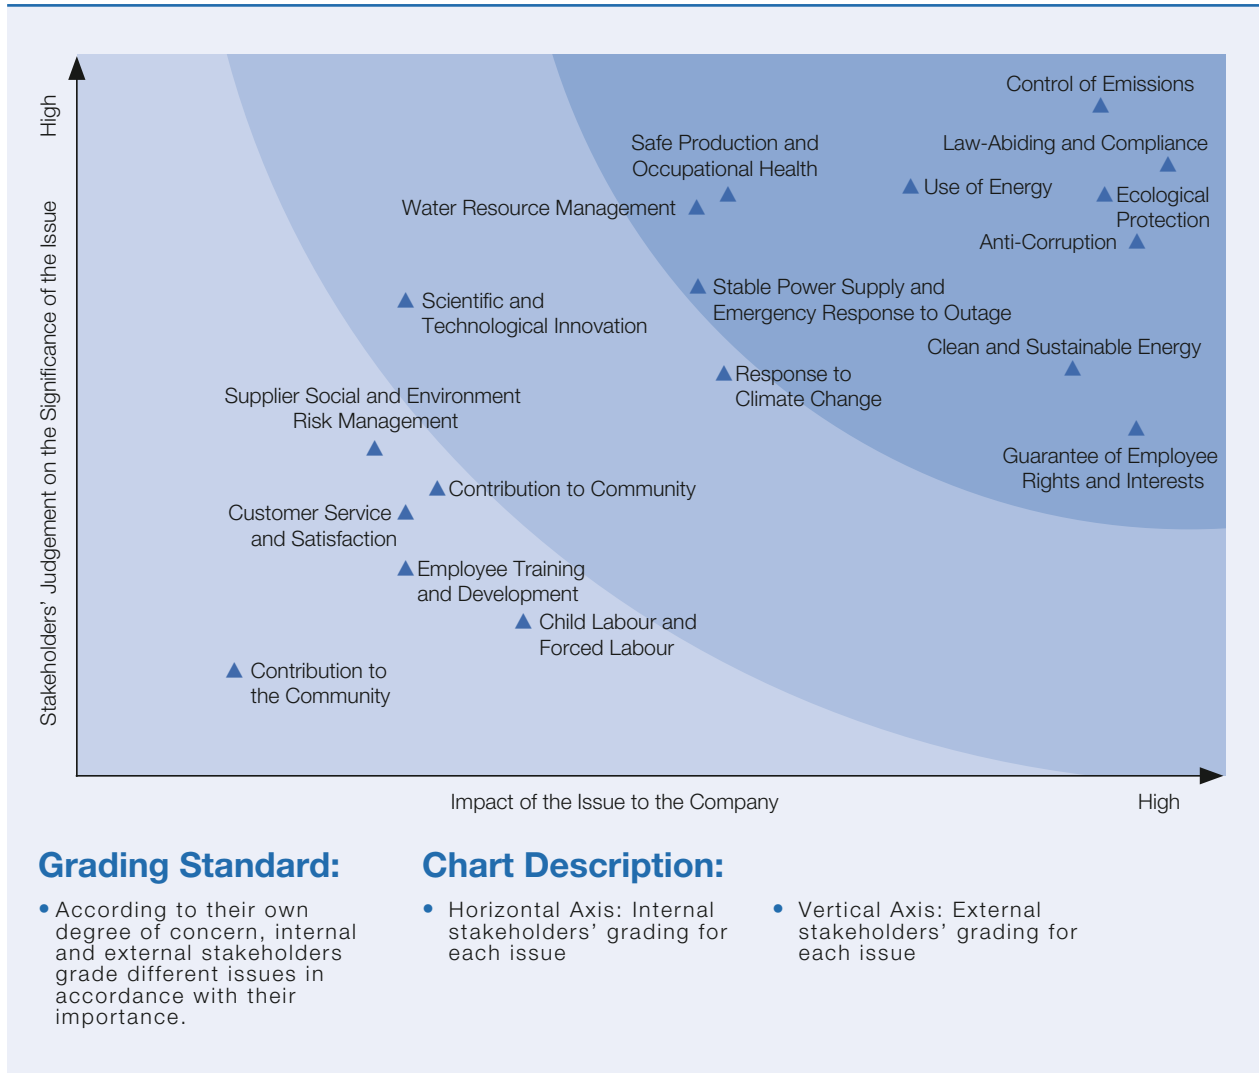 Control of Emissions
Safe Production and
Occupational Health
Law-Abiding and Compliance
Use of Energy
Ecological
Protection
Water Resource Management
Anti-Corruption
Stable Power Supply and
Emergency Response to Outage
Scientific and
Technological Innovation
Clean and Sustainable Energy
Response to
Climate Change
Supplier Social and Environment
Risk Management
Guarantee of Employee
Rights and Interests
Contribution to Community
Customer Service
and Satisfaction
Employee Training
and Development
Child Labour and
Forced Labour
Contribution to
the Community
High
Stakeholders' Judgement on the Significance of the Issue
Impact of the Issue to the Company
High
Grading Standard:
• According to their own
degree of concern, internal
and external stakeholders
grade different issues in
accordance with their
importance.
Chart Description:
• Horizontal Axis: Internal
stakeholders' grading for
each issue
• Vertical Axis: External
stakeholders' grading for
each issue